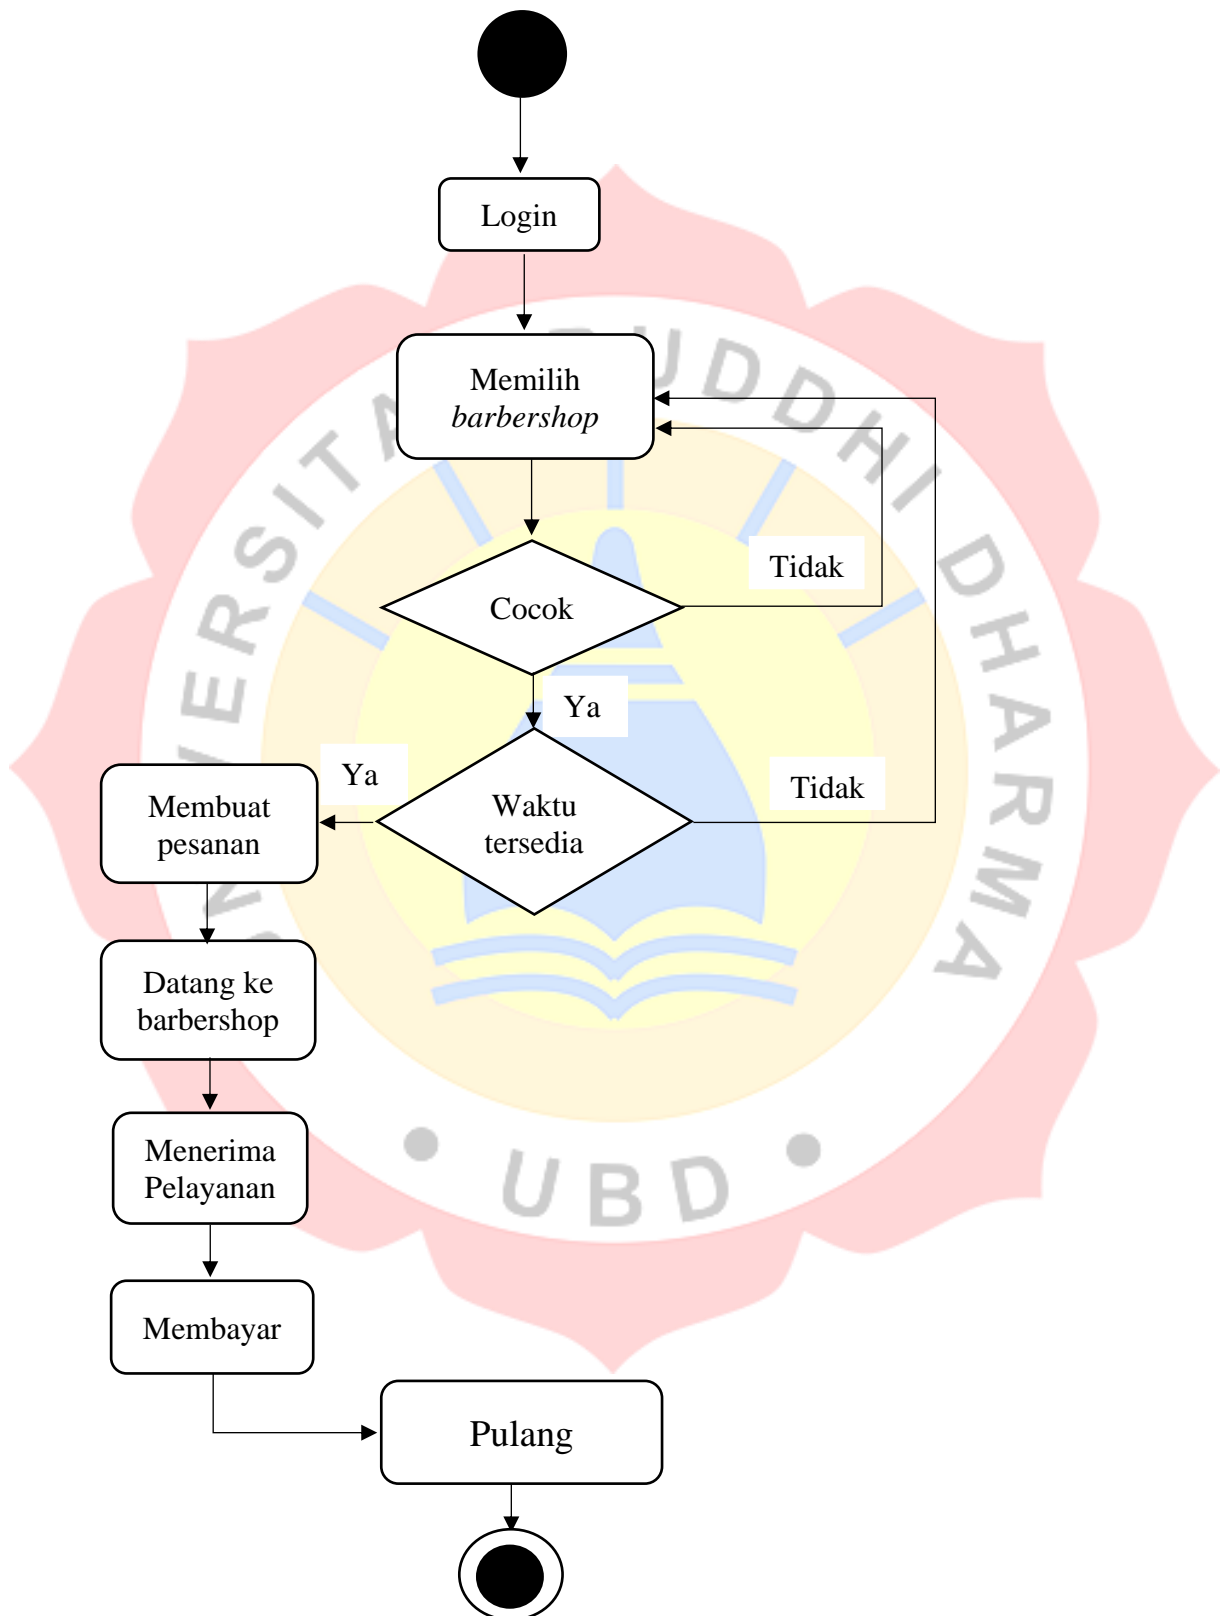 Login
Memilih
barbershop
Tidak
Cocok
Ya
Ya
Tidak
Waktu
tersedia
Membuat
pesanan
Datang ke
barbershop
Menerima
Pelayanan
Membayar
Pulang
UNIVERSITAS BUDDHI DHARMA
• UBD •